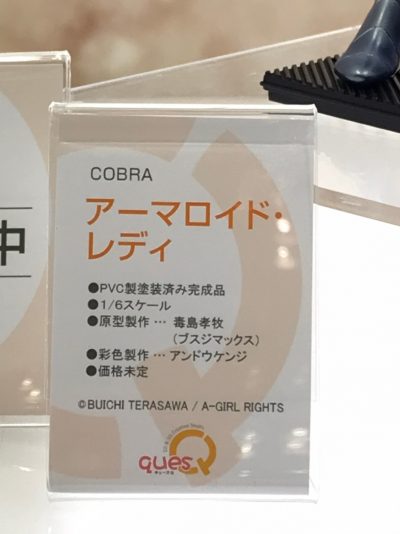 中
COBRA
アーマロイド・
レディ
●PVC製塗装済み完成品
●1/6スケール
●原型製作 … 毒島孝牧
(ブスジマックス)
●彩色製作 … アンドウケンジ
●価格未定
©BUICHI TERASAWA / A-GIRL RIGHTS
quesQ
キューズQ